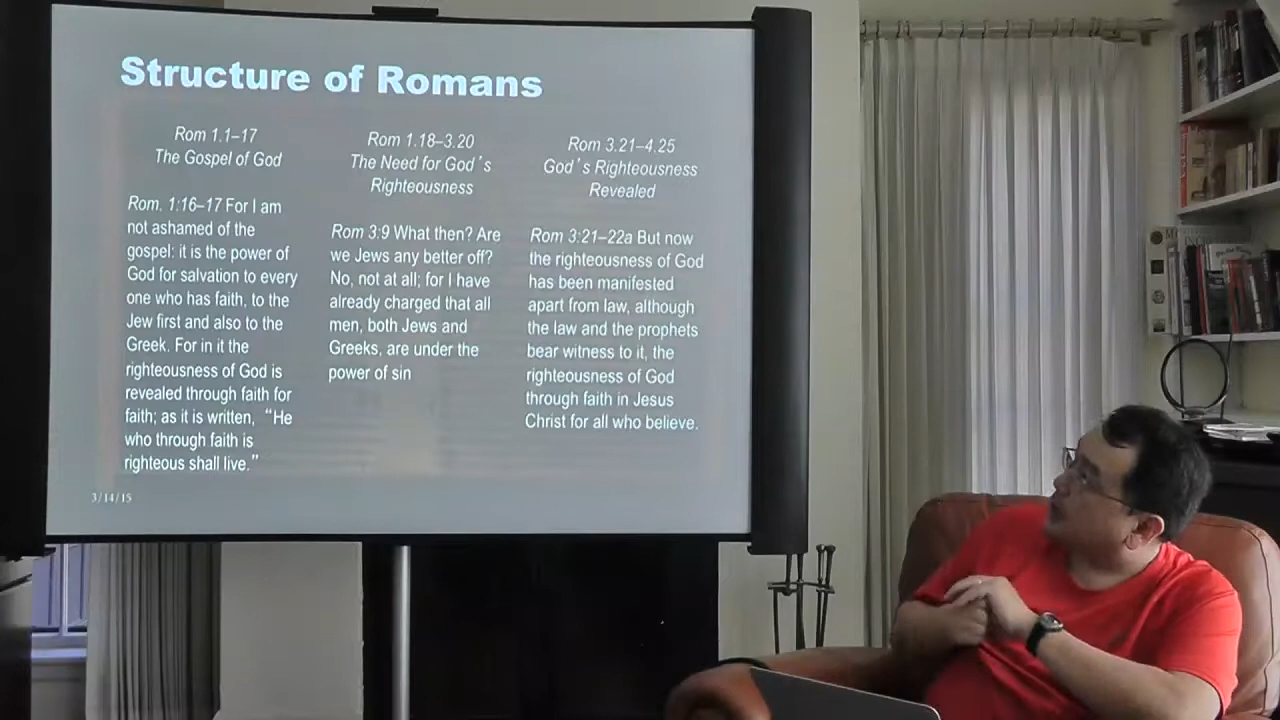 Structure of Romans
Rom 1.1–17
The Gospel of God
Rom. 1:16–17 For I am
not ashamed of the
gospel: it is the power of
God for salvation to every
one who has faith, to the
Jew first and also to the
Greek. For in it the
righteousness of God is
revealed through faith for
faith; as it is written, “He
who through faith is
righteous shall live.”
Rom 1.18–3.20
The Need for God’s
Righteousness
Rom 3:9 What then? Are
we Jews any better off?
No, not at all; for I have
already charged that all
men, both Jews and
Greeks, are under the
power of sin
Rom 3.21–4.25
God’s Righteousness
Revealed
Rom 3:21–22a But now
the righteousness of God
has been manifested
apart from law, although
the law and the prophets
bear witness to it, the
righteousness of God
through faith in Jesus
Christ for all who believe.
3/14/15